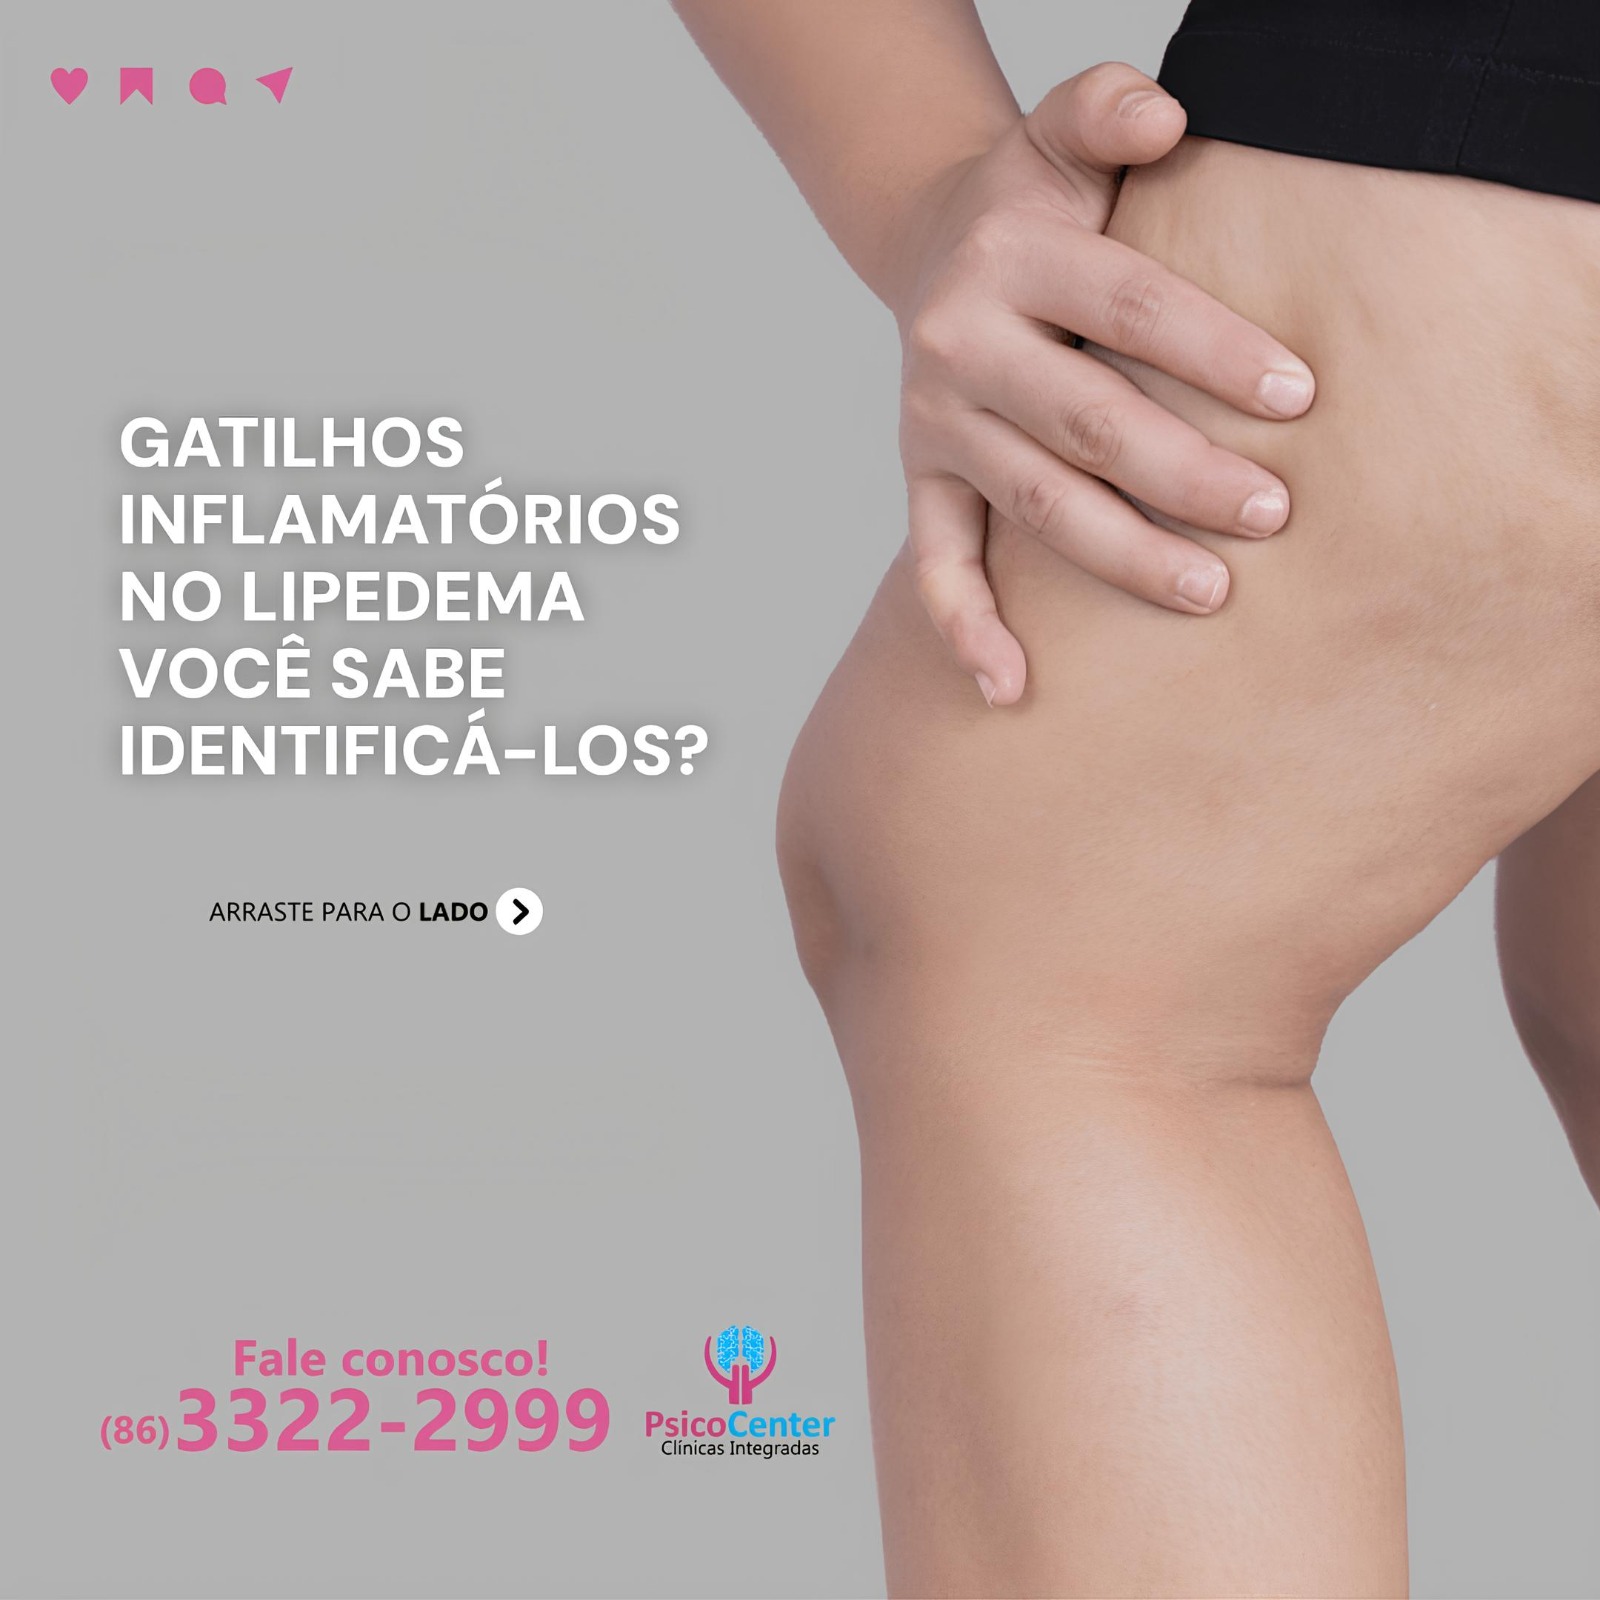 GATILHOS
INFLAMATÓRIOS
NO LIPEDEMA
VOCÊ SABE
IDENTIFICÁ-LOS?
ARRASTE PARA O LADO
Fale conosco!
(86)3322-2999
PsicoCenter
Clínicas Integradas